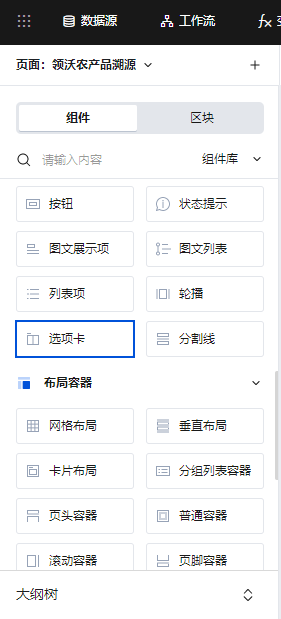 数据源 工作流
页面：领沃农产品溯源
组件 区块
请输入内容 组件库
按钮 状态提示
图文展示项 图文列表
列表项 轮播
选项卡 分割线
布局容器
网格布局 垂直布局
卡片布局 分组列表容器
页头容器 普通容器
滚动容器 页脚容器
大纲树